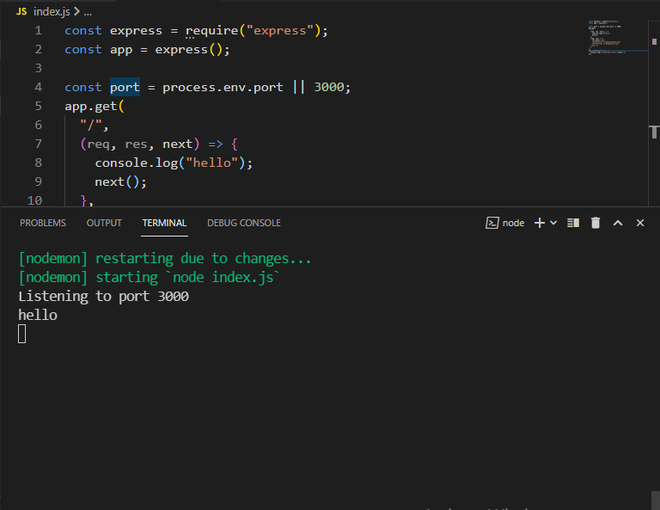 JS index.js > ...
1 const express = require("express");
2 const app = express();
3
4 const port = process.env.port || 3000;
5 app.get(
6 "/",
7 (req, res, next) => {
8 console.log("hello");
9 next();
10 },
PROBLEMS OUTPUT TERMINAL DEBUG CONSOLE node
[nodemon] restarting due to changes...
[nodemon] starting `node index.js`
Listening to port 3000
hello